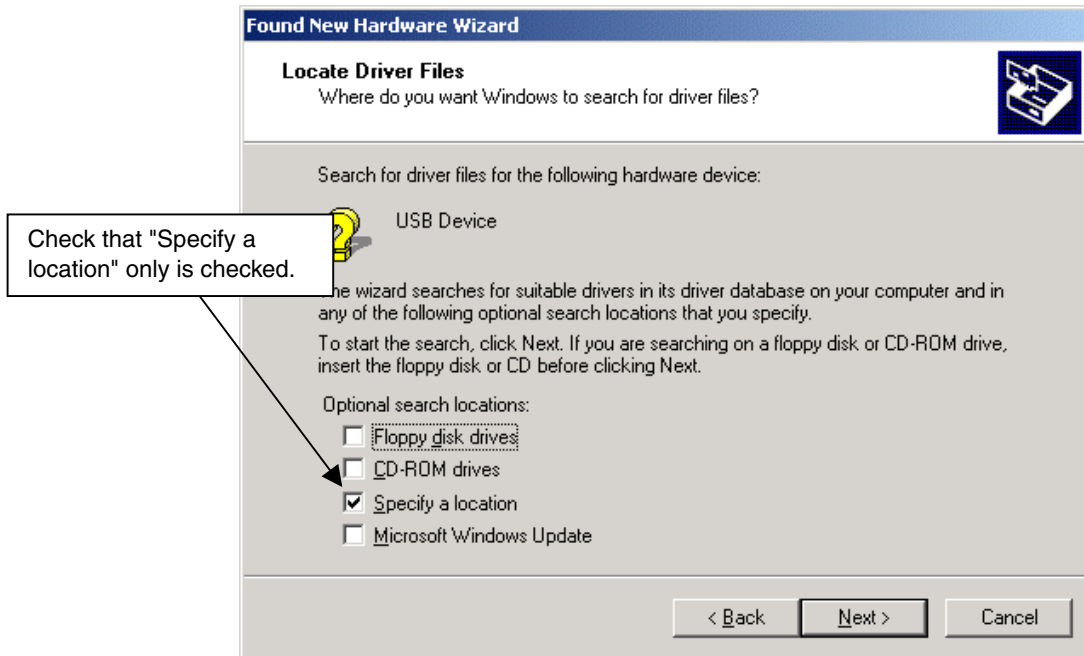 Found New Hardware Wizard
Locate Driver Files
Where do you want Windows to search for driver files?
Search for driver files for the following hardware device:
USB Device
Check that "Specify a
location" only is checked.
he wizard searches for suitable drivers in its driver database on your computer and in
any of the following optional search locations that you specify.
To start the search, click Next. If you are searching on a floppy disk or CD-ROM drive,
insert the floppy disk or CD before clicking Next.
Optional search locations:
Floppy disk drives
CD-ROM drives
Specify a location
Microsoft Windows Update
< Back
Next >
Cancel